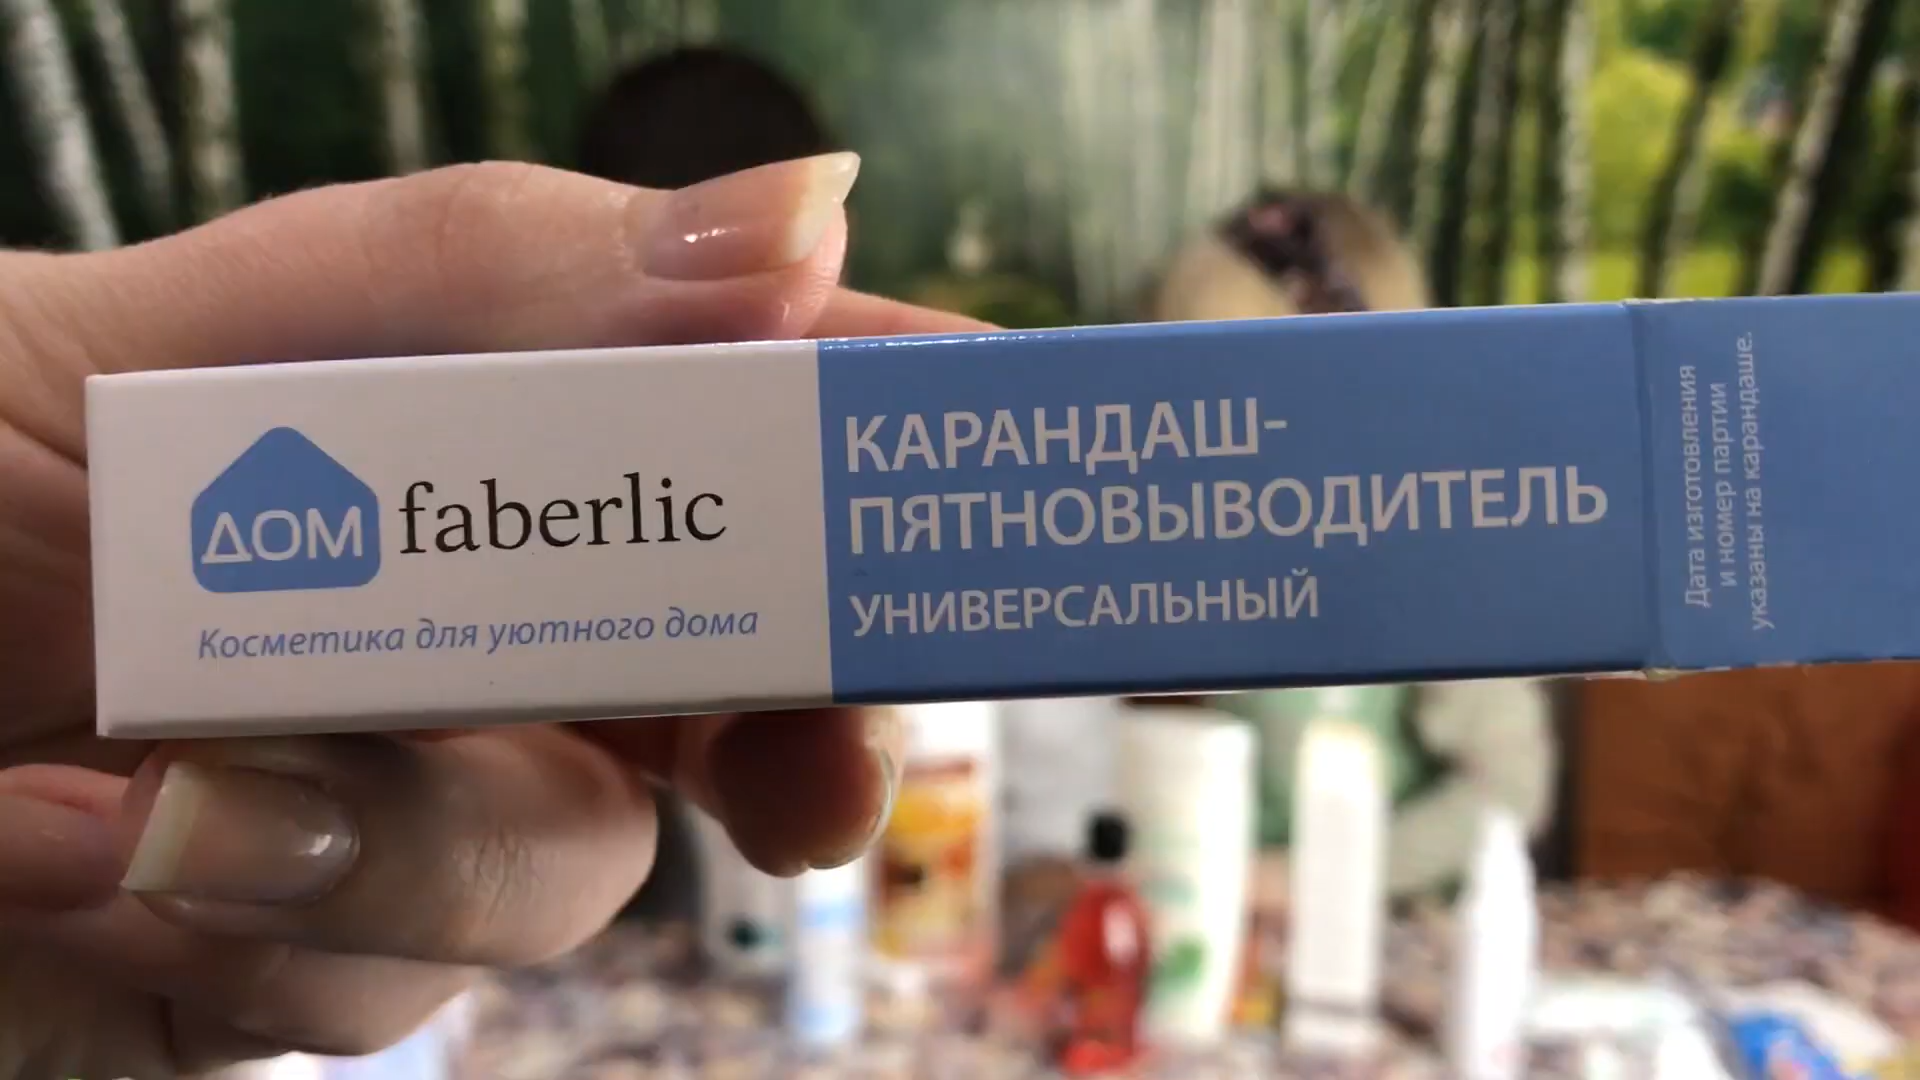 ДОМ faberlic
Косметика для уютного дома
КАРАНДАШ-
ПЯТНОВЫВОДИТЕЛЬ
УНИВЕРСАЛЬНЫЙ
Дата изготовления
и номер партии
указаны на карандаше.